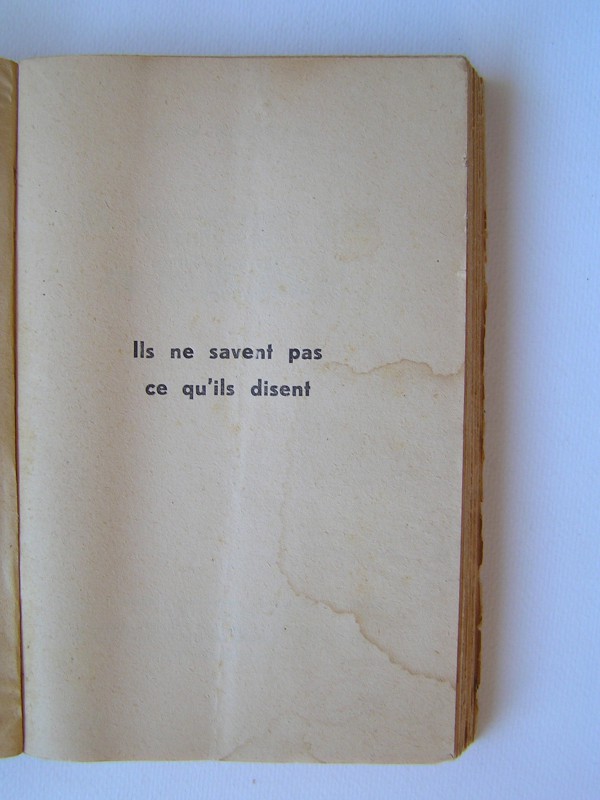 Ils ne savent pas
ce qu'ils disent